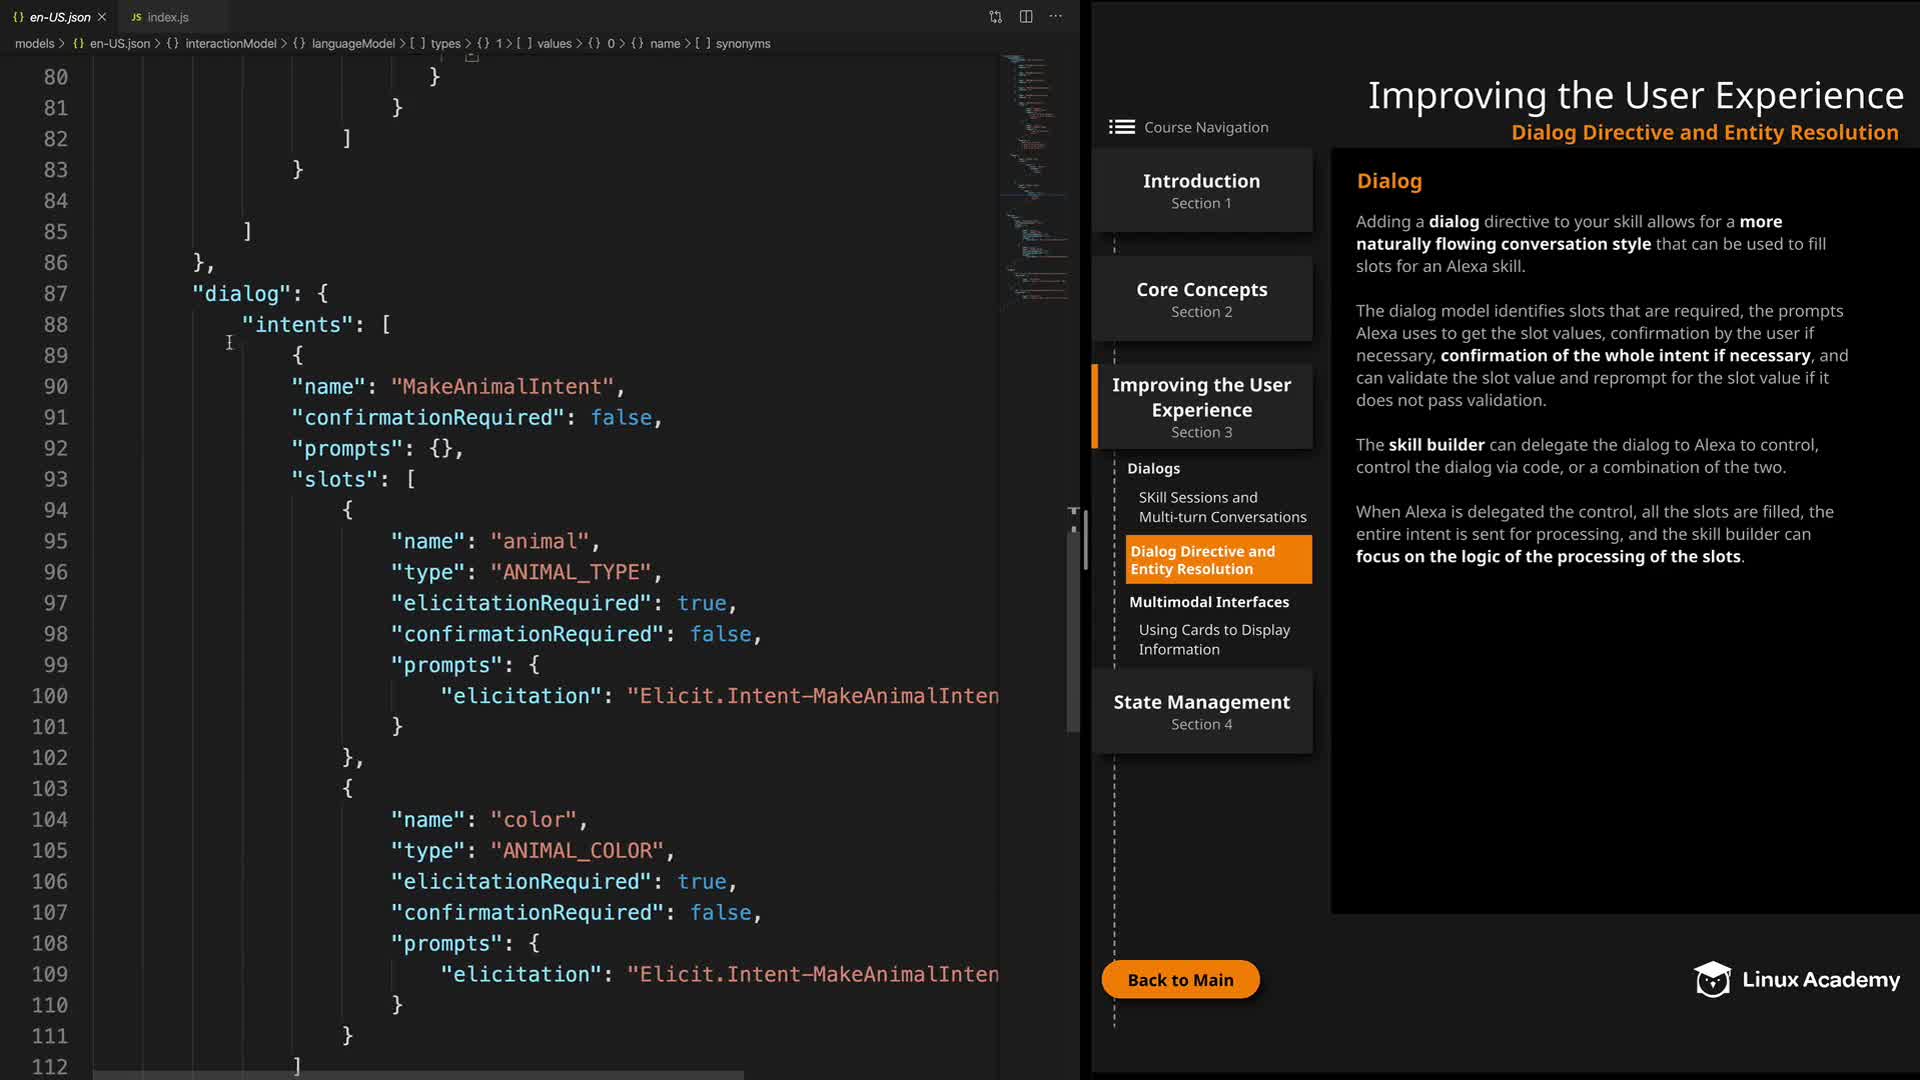 {} en-US.json ×
JS index.js
models > {} en-US.json > {} interactionModel > {} languageModel > [ ] types > {} 1 > [ ] values > {} 0 > {} name > [ ] synonyms
80 }
81 }
82 ]
83 }
84
85 ]
86 },
87 "dialog": {
88 "intents": [
89 {
90 "name": "MakeAnimalIntent",
91 "confirmationRequired": false,
92 "prompts": {},
93 "slots": [
94 {
95 "name": "animal",
96 "type": "ANIMAL_TYPE",
97 "elicitationRequired": true,
98 "confirmationRequired": false,
99 "prompts": {
100 "elicitation": "Elicit.Intent-MakeAnimalInten
101 }
102 },
103 {
104 "name": "color",
105 "type": "ANIMAL_COLOR",
106 "elicitationRequired": true,
107 "confirmationRequired": false,
108 "prompts": {
109 "elicitation": "Elicit.Intent-MakeAnimalInten
110 }
111 }
112 ]
Improving the User Experience
Dialog Directive and Entity Resolution
Course Navigation
Introduction
Section 1
Core Concepts
Section 2
Improving the User
Experience
Section 3
Dialogs
SKill Sessions and
Multi-turn Conversations
Dialog Directive and
Entity Resolution
Multimodal Interfaces
Using Cards to Display
Information
State Management
Section 4
Back to Main
Dialog
Adding a dialog directive to your skill allows for a more
naturally flowing conversation style that can be used to fill
slots for an Alexa skill.
The dialog model identifies slots that are required, the prompts
Alexa uses to get the slot values, confirmation by the user if
necessary, confirmation of the whole intent if necessary, and
can validate the slot value and reprompt for the slot value if it
does not pass validation.
The skill builder can delegate the dialog to Alexa to control,
control the dialog via code, or a combination of the two.
When Alexa is delegated the control, all the slots are filled, the
entire intent is sent for processing, and the skill builder can
focus on the logic of the processing of the slots.
Linux Academy